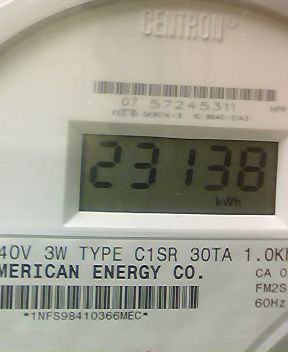 CENTRON
07 57245311
23138
kWh
40V 3W TYPE C1SR 30TA 1.0K
MERICAN ENERGY CO.
CA 0
FM2S
60Hz
*1NFS98410366MEC*